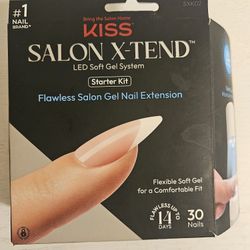 #1
NAIL
BRAND*
Bring the Salon Home
KISS
SXK02
SALON X-TEND™
LED Soft Gel System
Starter Kit
Flawless Salon Gel Nail Extension
Flexible Soft Gel
for a Comfortable Fit
FLAWLESS UP TO
14
DAYS
30
Nails